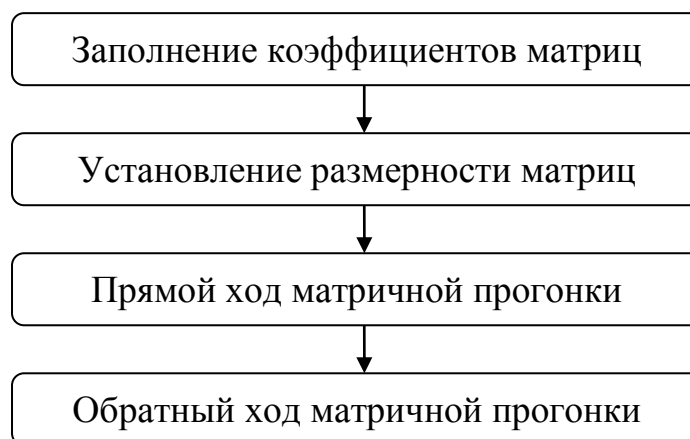 Заполнение коэффициентов матриц
Установление размерности матриц
Прямой ход матричной прогонки
Обратный ход матричной прогонки